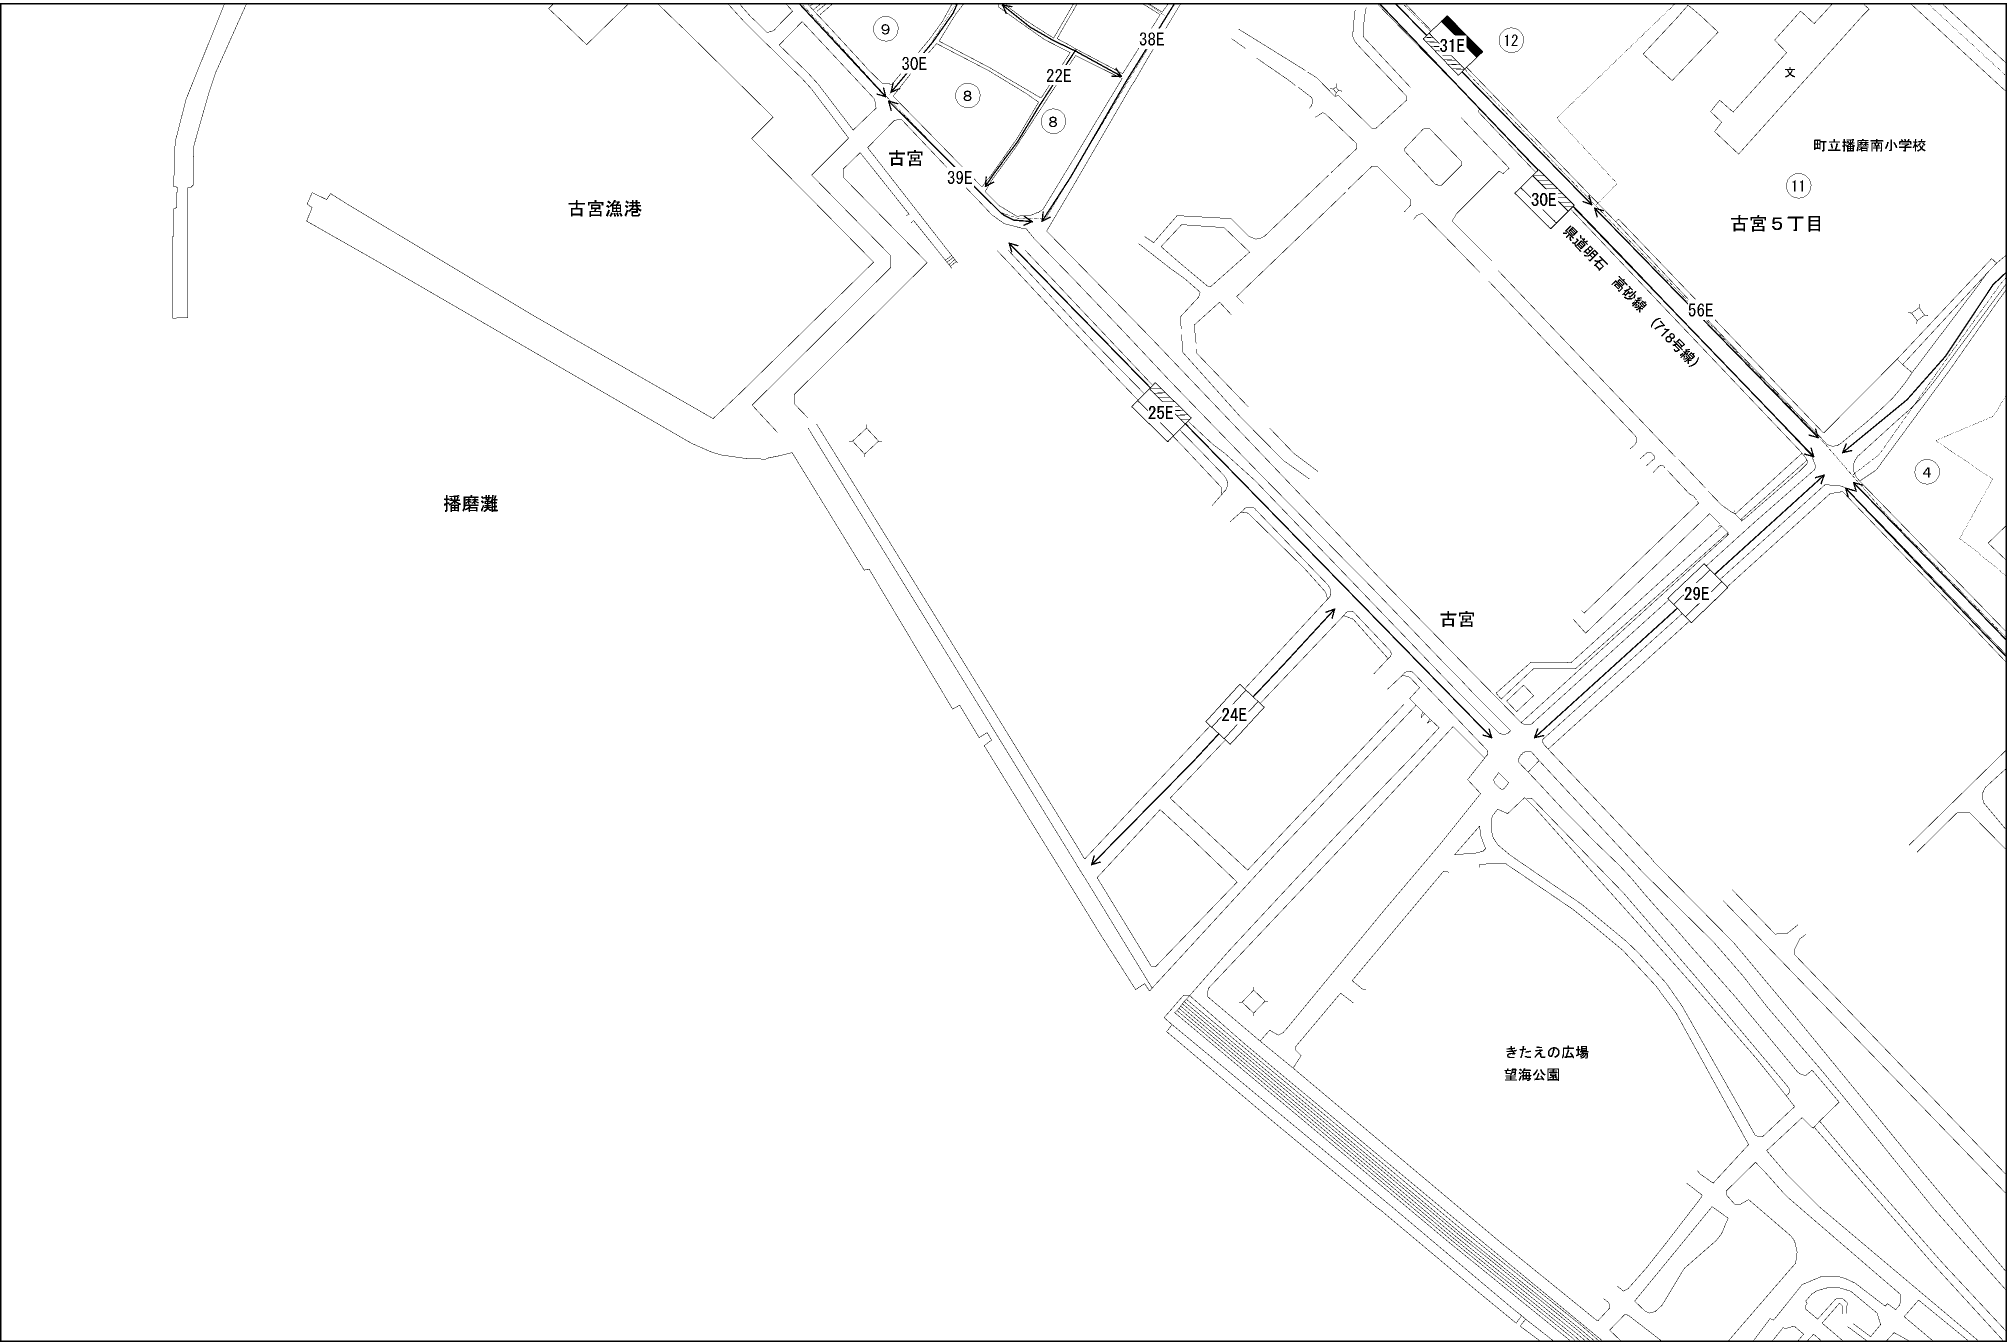 9
38E
31E
12
30E
22E
文
8
8
町立播磨南小学校
古宮
39E
11
30E
古宮漁港
古宮5丁目
県道明石 高砂線 (718号線)
56E
25E
4
播磨灘
29E
古宮
24E
きたえの広場
望海公園